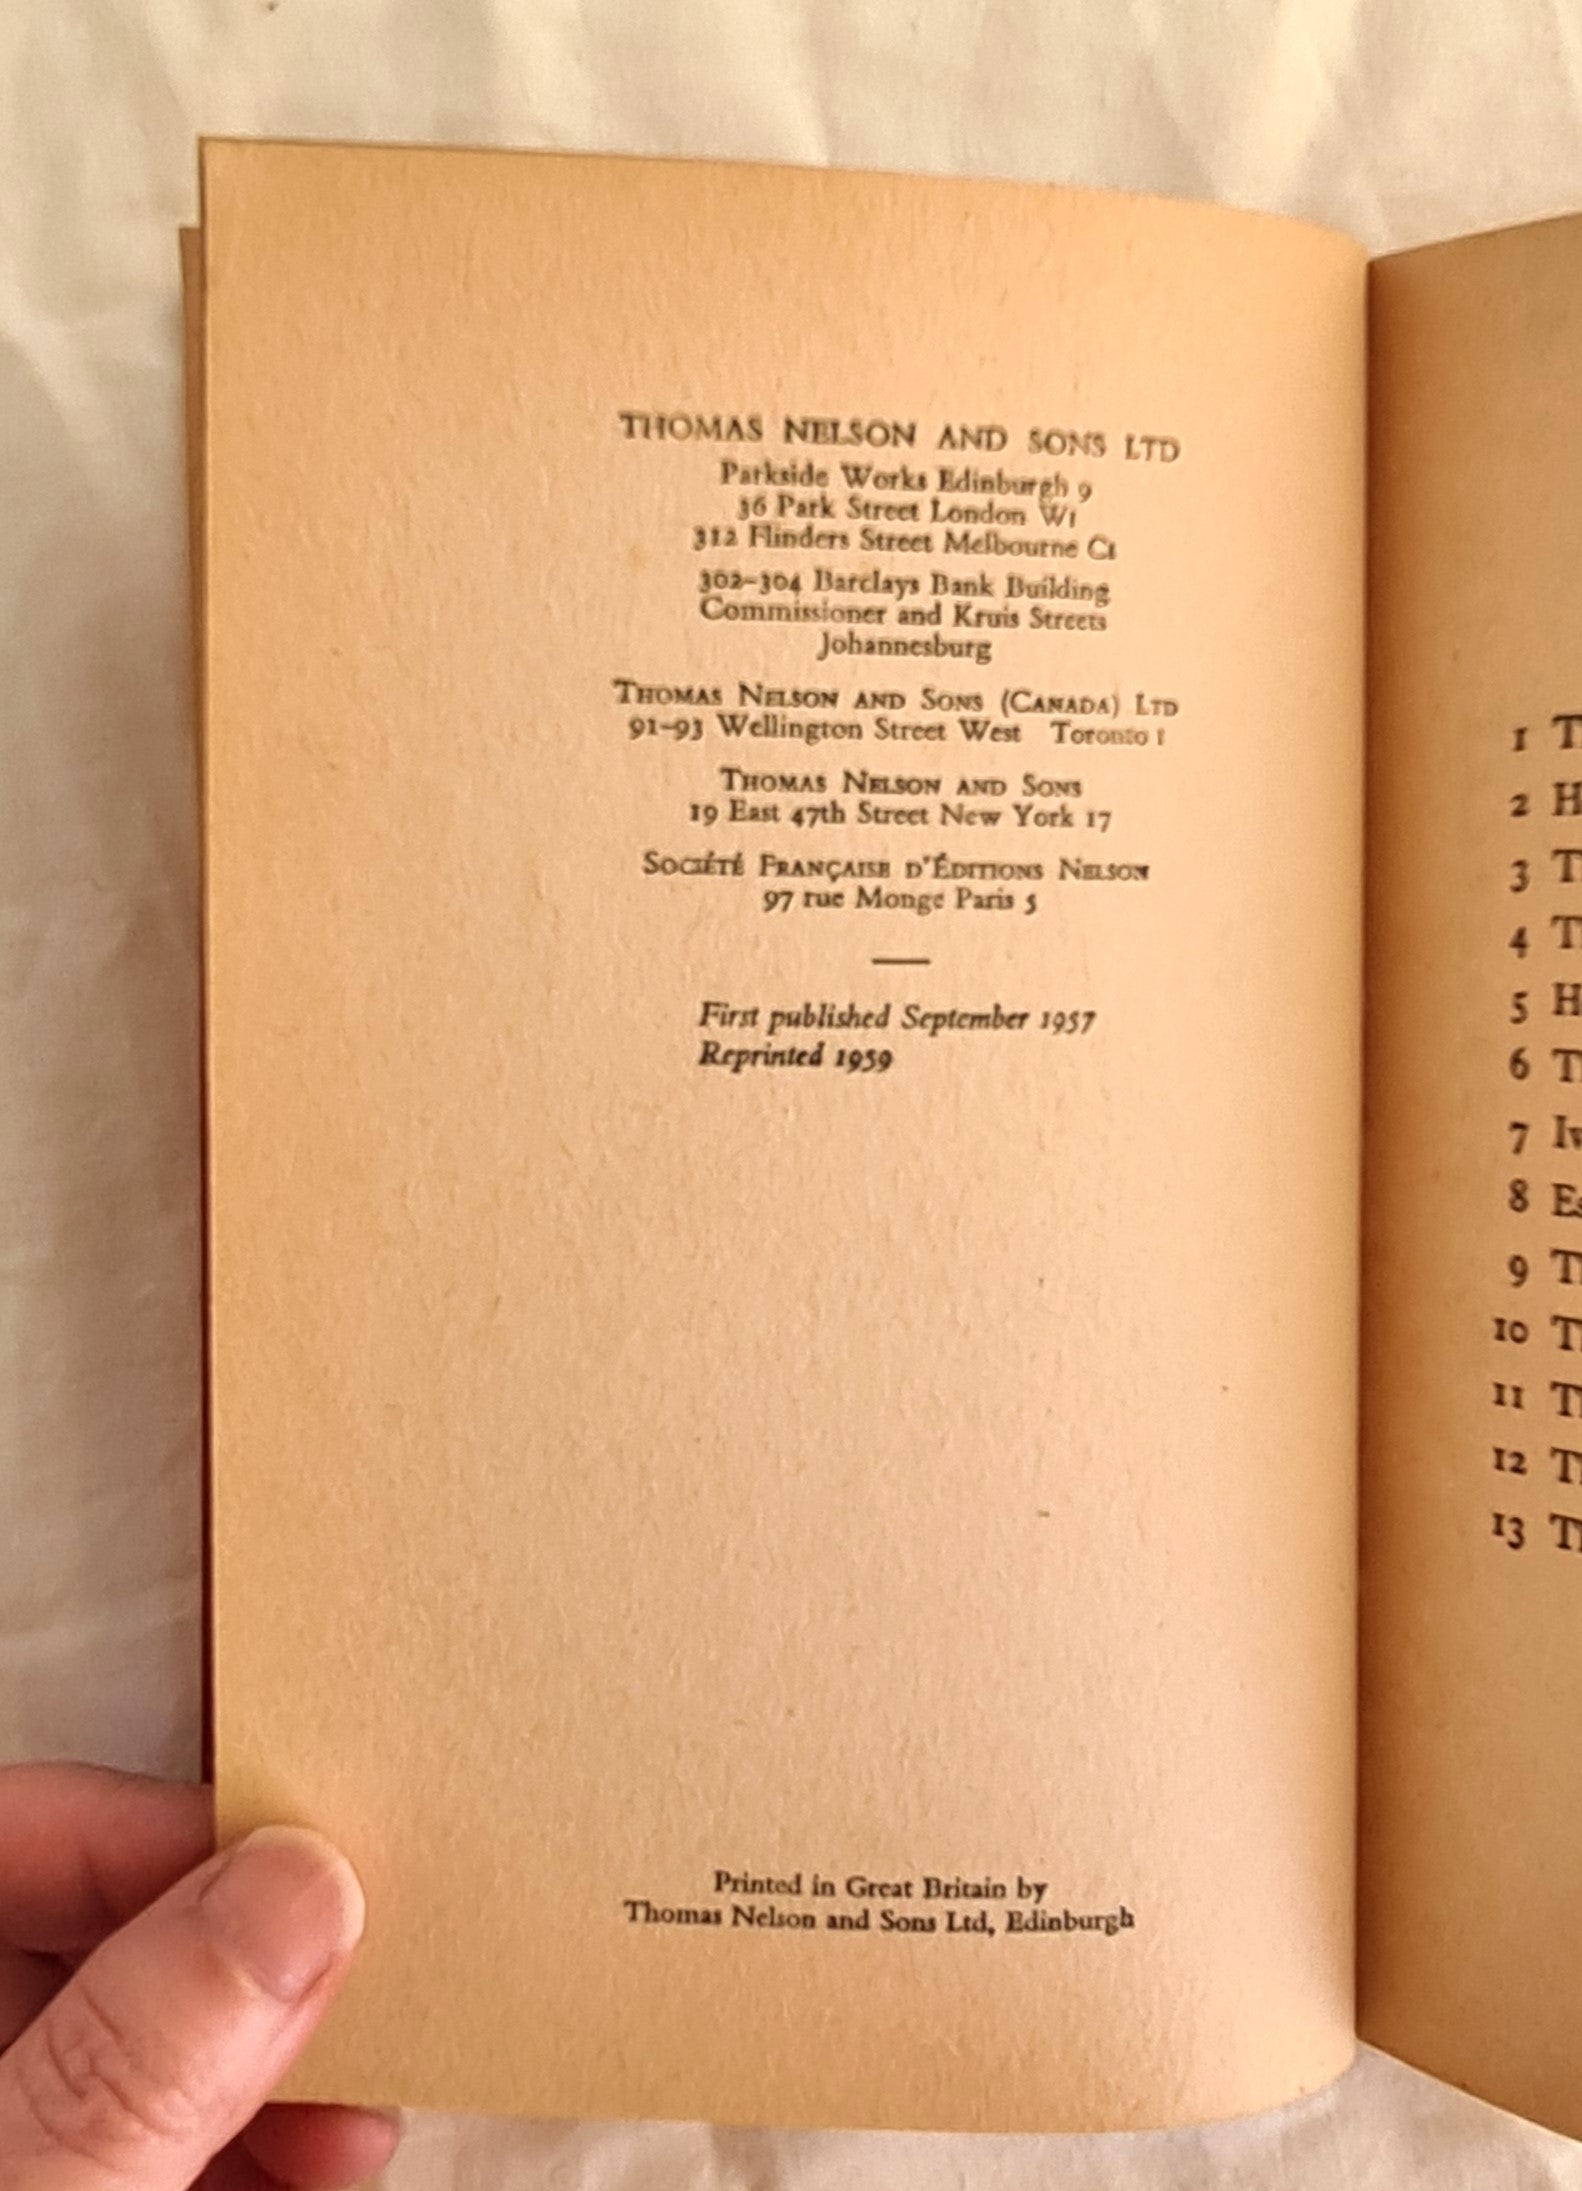 THOMAS NELSON AND SONS LTD
Parkside Works Edinburgh 9
36 Park Street London W1
312 Flinders Street Melbourne C1
302–304 Barclays Bank Building
Commissioner and Kruis Streets
Johannesburg
THOMAS NELSON AND SONS (CANADA) LTD
91–93 Wellington Street West Toronto 1
THOMAS NELSON AND SONS
19 East 47th Street New York 17
SOCIÉTÉ FRANÇAISE D'ÉDITIONS NELSON
97 rue Monge Paris 5
First published September 1957
Reprinted 1959
Printed in Great Britain by
Thomas Nelson and Sons Ltd, Edinburgh
1
2
3
4
5
6
7
8
9
10
11
12
13